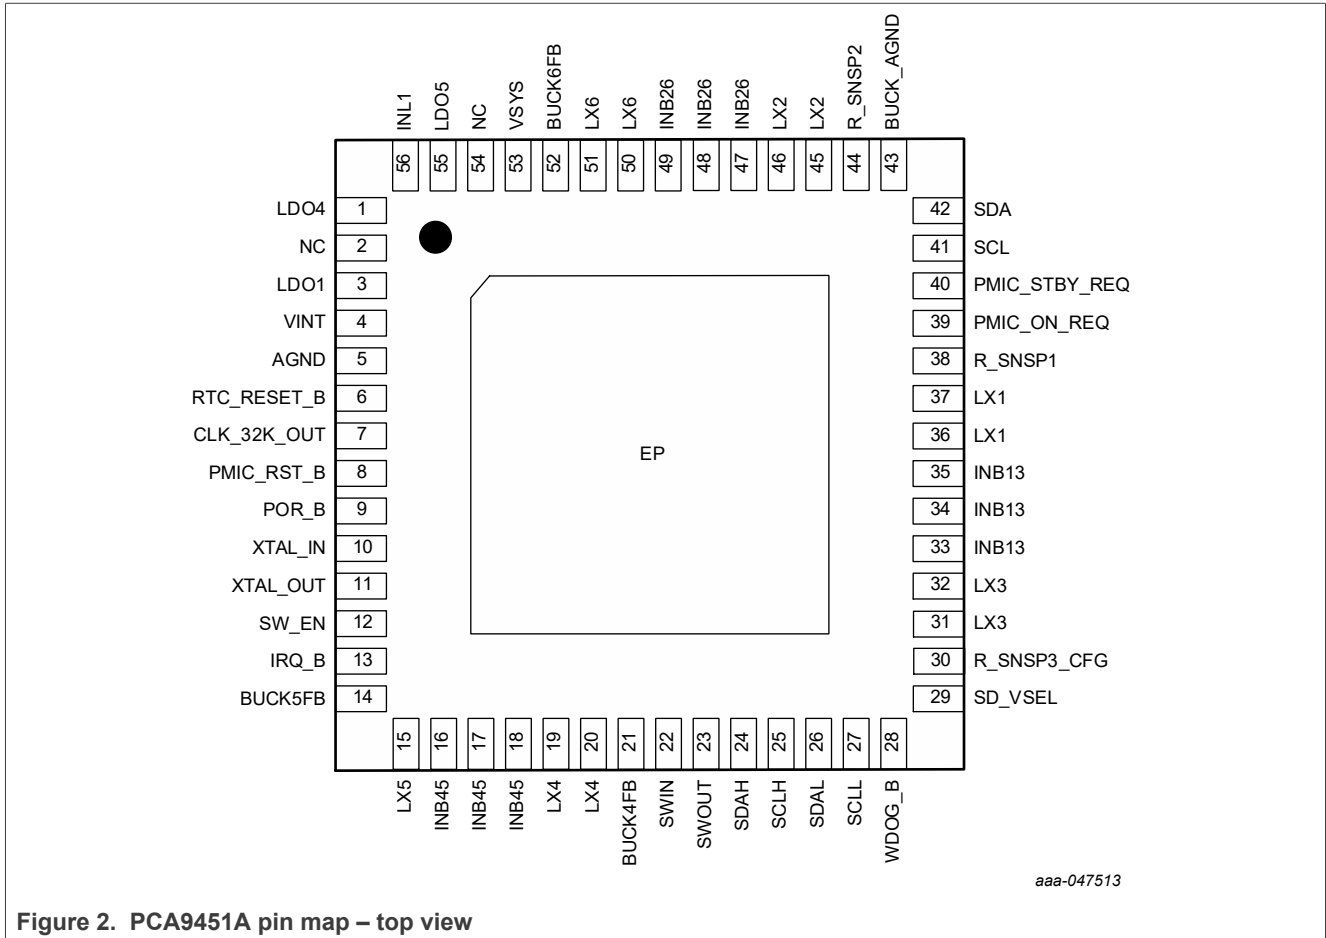 INL1
LDO5
NC
VSYS
BUCK6FB
LX6
LX6
INB26
INB26
INB26
LX2
LX2
R_SNSP2
BUCK_AGND
56
55
54
53
52
51
50
49
48
47
46
45
44
43
LDO4 1
NC 2
LDO1 3
VINT 4
AGND 5
RTC_RESET_B 6
CLK_32K_OUT 7
PMIC_RST_B 8
POR_B 9
XTAL_IN 10
XTAL_OUT 11
SW_EN 12
IRQ_B 13
BUCK5FB 14
EP
42 SDA
41 SCL
40 PMIC_STBY_REQ
39 PMIC_ON_REQ
38 R_SNSP1
37 LX1
36 LX1
35 INB13
34 INB13
33 INB13
32 LX3
31 LX3
30 R_SNSP3_CFG
29 SD_VSEL
15
16
17
18
19
20
21
22
23
24
25
26
27
28
LX5
INB45
INB45
INB45
LX4
LX4
BUCK4FB
SWIN
SWOUT
SDAH
SCLH
SDAL
SCLL
WDOG_B
aaa-047513
Figure 2. PCA9451A pin map – top view